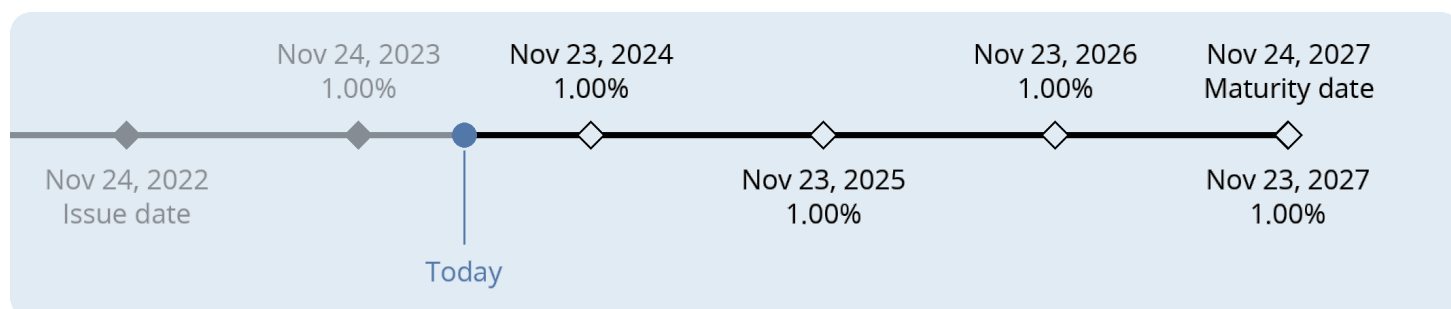 Nov 24, 2023
1.00%
Nov 23, 2024
1.00%
Nov 23, 2026
1.00%
Nov 24, 2027
Maturity date
Nov 24, 2022
Issue date
Nov 23, 2025
1.00%
Nov 23, 2027
1.00%
Today